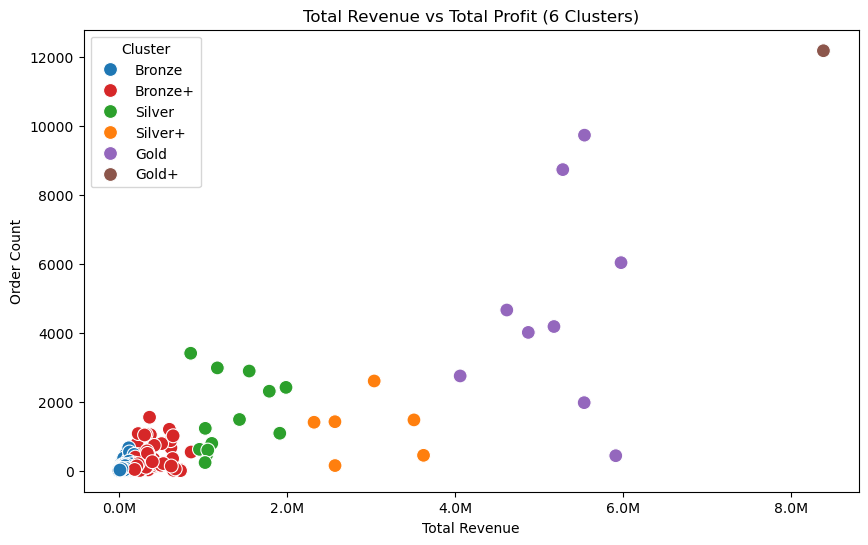 Total Revenue vs Total Profit (6 Clusters)
Cluster
Bronze
Bronze+
Silver
Silver+
Gold
Gold+
Order Count
12000
10000
8000
6000
4000
2000
0
0.0M 2.0M 4.0M 6.0M 8.0M
Total Revenue